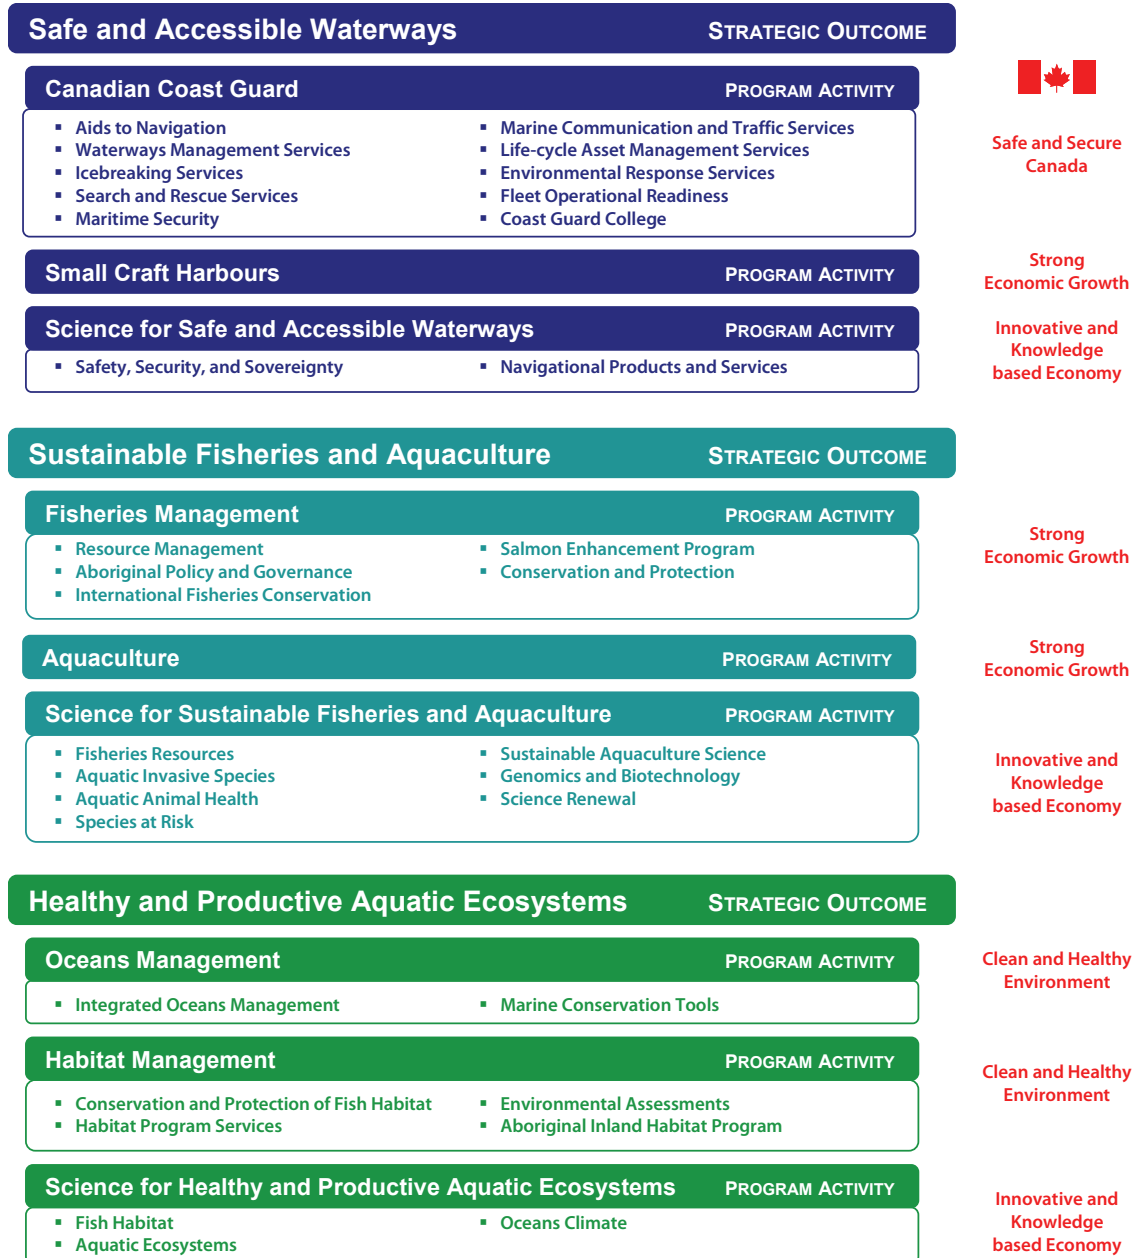 Safe and Accessible Waterways STRATEGIC OUTCOME
Canadian Coast Guard PROGRAM ACTIVITY
▪ Aids to Navigation
▪ Waterways Management Services
▪ Icebreaking Services
▪ Search and Rescue Services
▪ Maritime Security
▪ Marine Communication and Traffic Services
▪ Life-cycle Asset Management Services
▪ Environmental Response Services
▪ Fleet Operational Readiness
▪ Coast Guard College
Safe and Secure
Canada
Small Craft Harbours PROGRAM ACTIVITY
Strong
Economic Growth
Science for Safe and Accessible Waterways PROGRAM ACTIVITY
▪ Safety, Security, and Sovereignty
▪ Navigational Products and Services
Innovative and
Knowledge
based Economy
Sustainable Fisheries and Aquaculture STRATEGIC OUTCOME
Fisheries Management PROGRAM ACTIVITY
▪ Resource Management
▪ Aboriginal Policy and Governance
▪ International Fisheries Conservation
▪ Salmon Enhancement Program
▪ Conservation and Protection
Strong
Economic Growth
Aquaculture PROGRAM ACTIVITY
Strong
Economic Growth
Science for Sustainable Fisheries and Aquaculture PROGRAM ACTIVITY
▪ Fisheries Resources
▪ Aquatic Invasive Species
▪ Aquatic Animal Health
▪ Species at Risk
▪ Sustainable Aquaculture Science
▪ Genomics and Biotechnology
▪ Science Renewal
Innovative and
Knowledge
based Economy
Healthy and Productive Aquatic Ecosystems STRATEGIC OUTCOME
Oceans Management PROGRAM ACTIVITY
▪ Integrated Oceans Management
▪ Marine Conservation Tools
Clean and Healthy
Environment
Habitat Management PROGRAM ACTIVITY
▪ Conservation and Protection of Fish Habitat
▪ Habitat Program Services
▪ Environmental Assessments
▪ Aboriginal Inland Habitat Program
Clean and Healthy
Environment
Science for Healthy and Productive Aquatic Ecosystems PROGRAM ACTIVITY
▪ Fish Habitat
▪ Aquatic Ecosystems
▪ Oceans Climate
Innovative and
Knowledge
based Economy